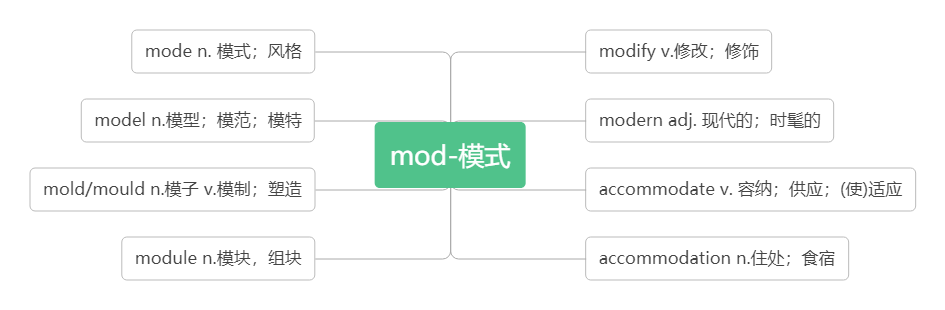 mode n. 模式；风格
model n.模型；模范；模特
mold/mould n.模子 v.模制；塑造
module n.模块，组块
mod-模式
modify v.修改；修饰
modern adj. 现代的；时髦的
accommodate v. 容纳；供应；(使)适应
accommodation n.住处；食宿